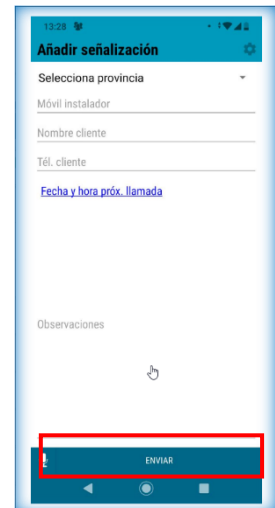 13:28
Añadir señalización
Selecciona provincia
Móvil instalador
Nombre cliente
Tél. cliente
Fecha y hora próx. llamada
Observaciones
ENVIAR